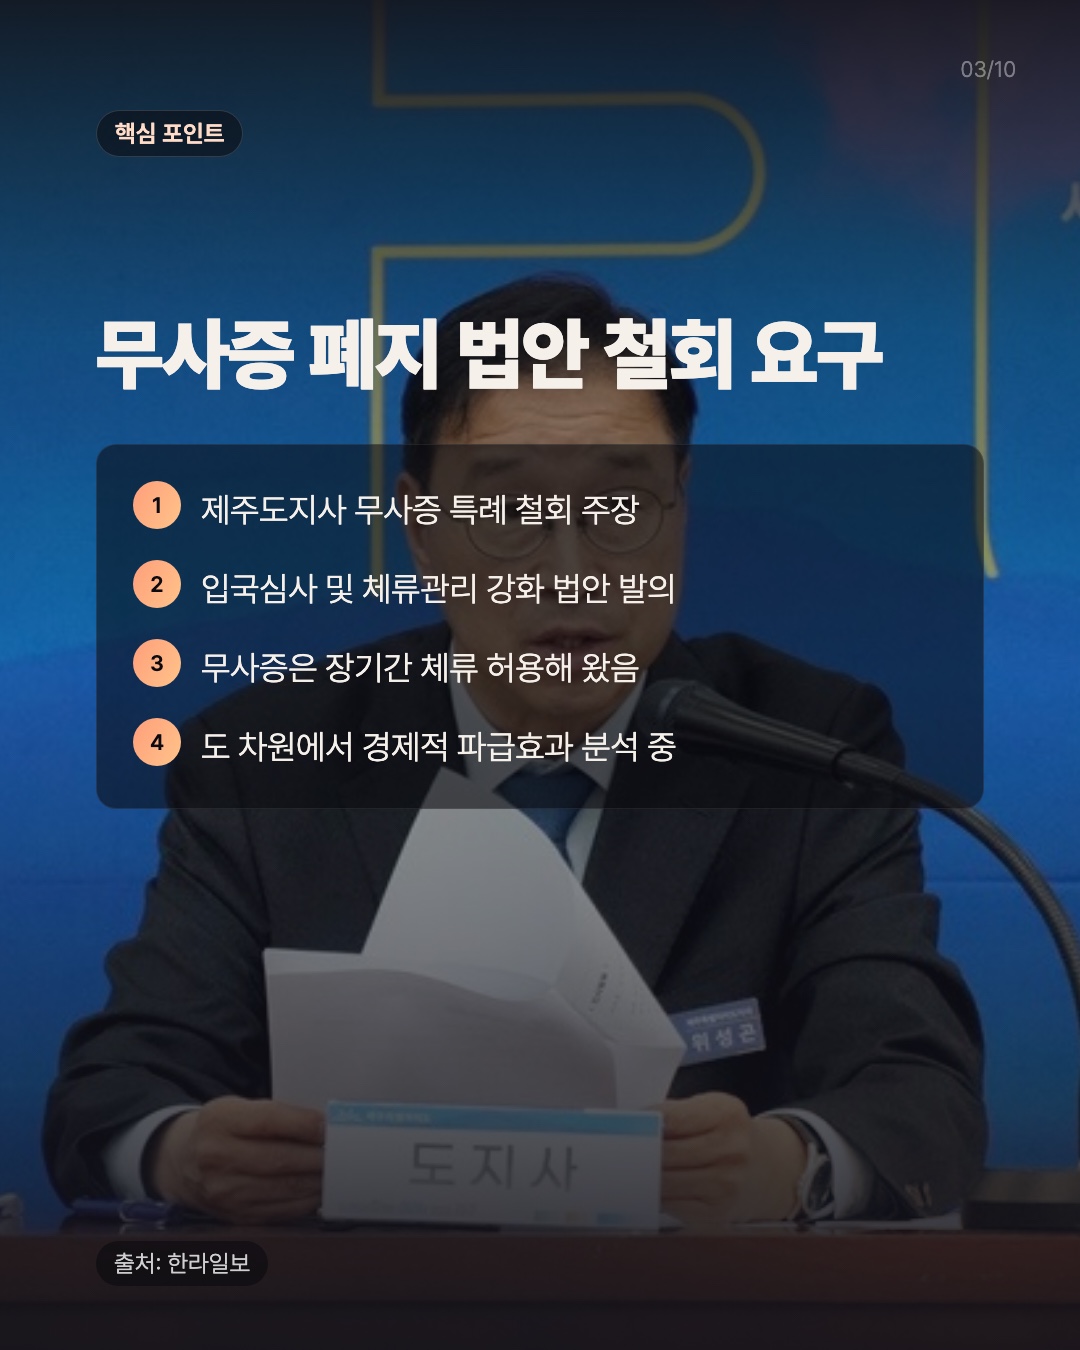 03/10
핵심 포인트
무사증 폐지 법안 철회 요구
1 제주도지사 무사증 특례 철회 주장
2 입국심사 및 체류관리 강화 법안 발의
3 무사증은 장기간 체류 허용해 왔음
4 도 차원에서 경제적 파급효과 분석 중
위성곤
도지사
출처: 한라일보